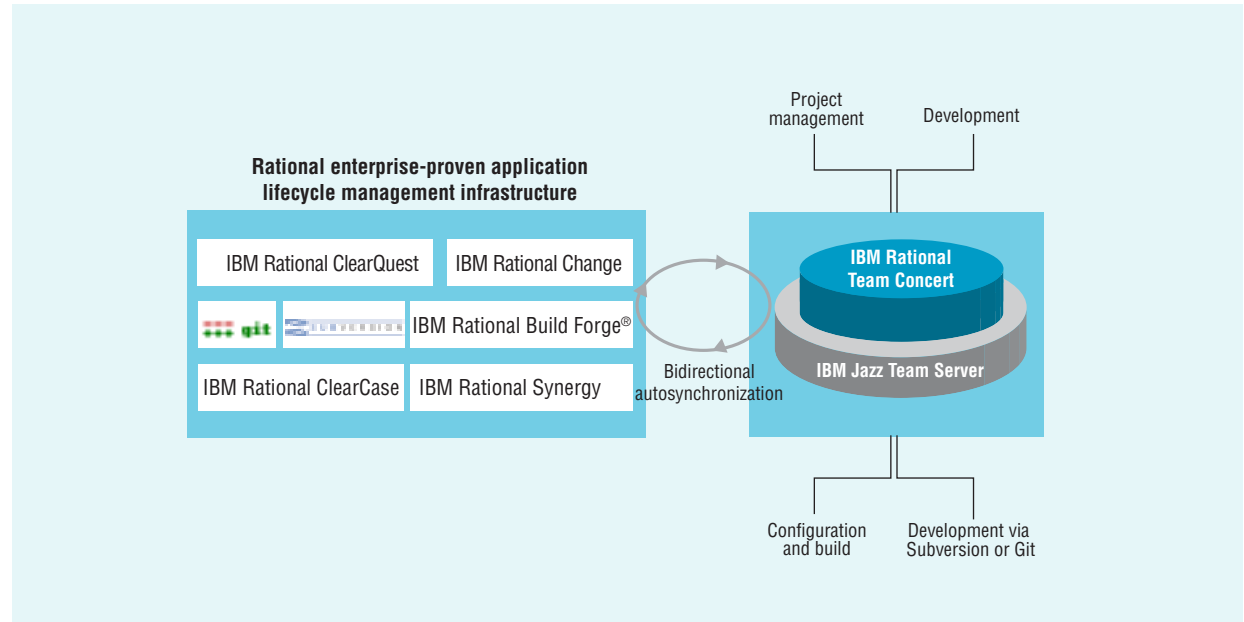 Project
management
Development
Rational enterprise-proven application
lifecycle management infrastructure
IBM Rational ClearQuest
IBM Rational Change
git
IBM Rational Build Forge®
IBM Rational ClearCase
IBM Rational Synergy
Bidirectional
autosynchronization
IBM Rational
Team Concert
IBM Jazz Team Server
Configuration
and build
Development via
Subversion or Git